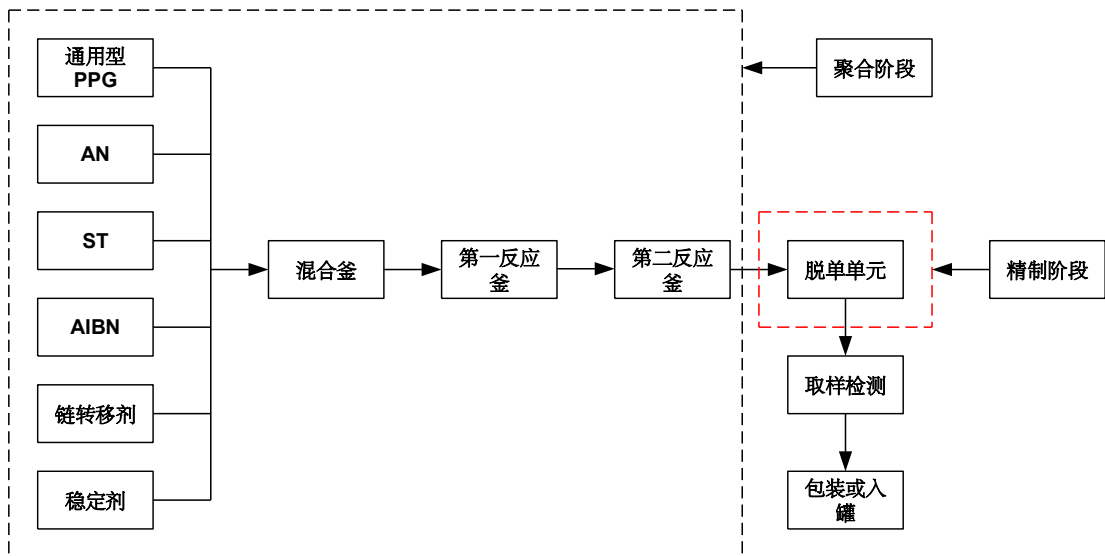 通用型
PPG
聚合阶段
AN
ST
混合釜
第一反应
釜
第二反应
釜
脱单单元
精制阶段
AIBN
取样检测
链转移剂
稳定剂
包装或入
罐